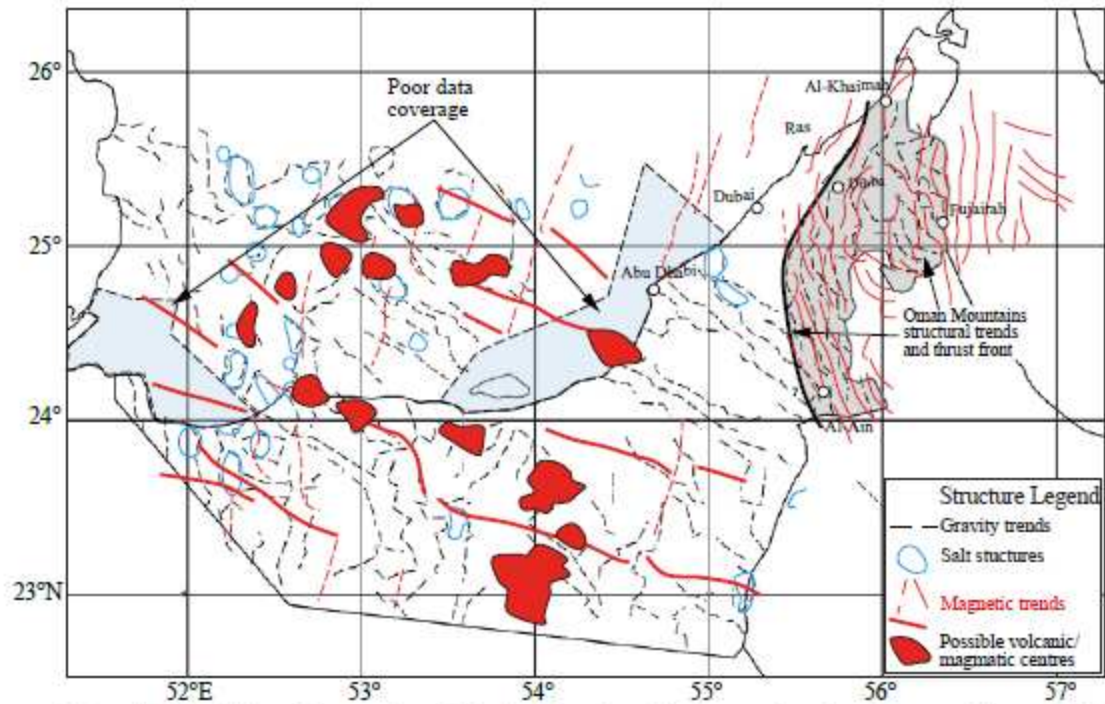 26°
25°
24°
23°N
52°E
53°
54°
55°
56°
57°
Poor data
coverage
Al-Khaimah
Ras
Dubai
Dhaid
Fujairah
Abu Dhabi
Al-Ain
Oman Mountains
structural trends
and thrust front
Structure Legend
Gravity trends
Salt stuctures
Magnetic trends
Possible volcanic/
magmatic centres